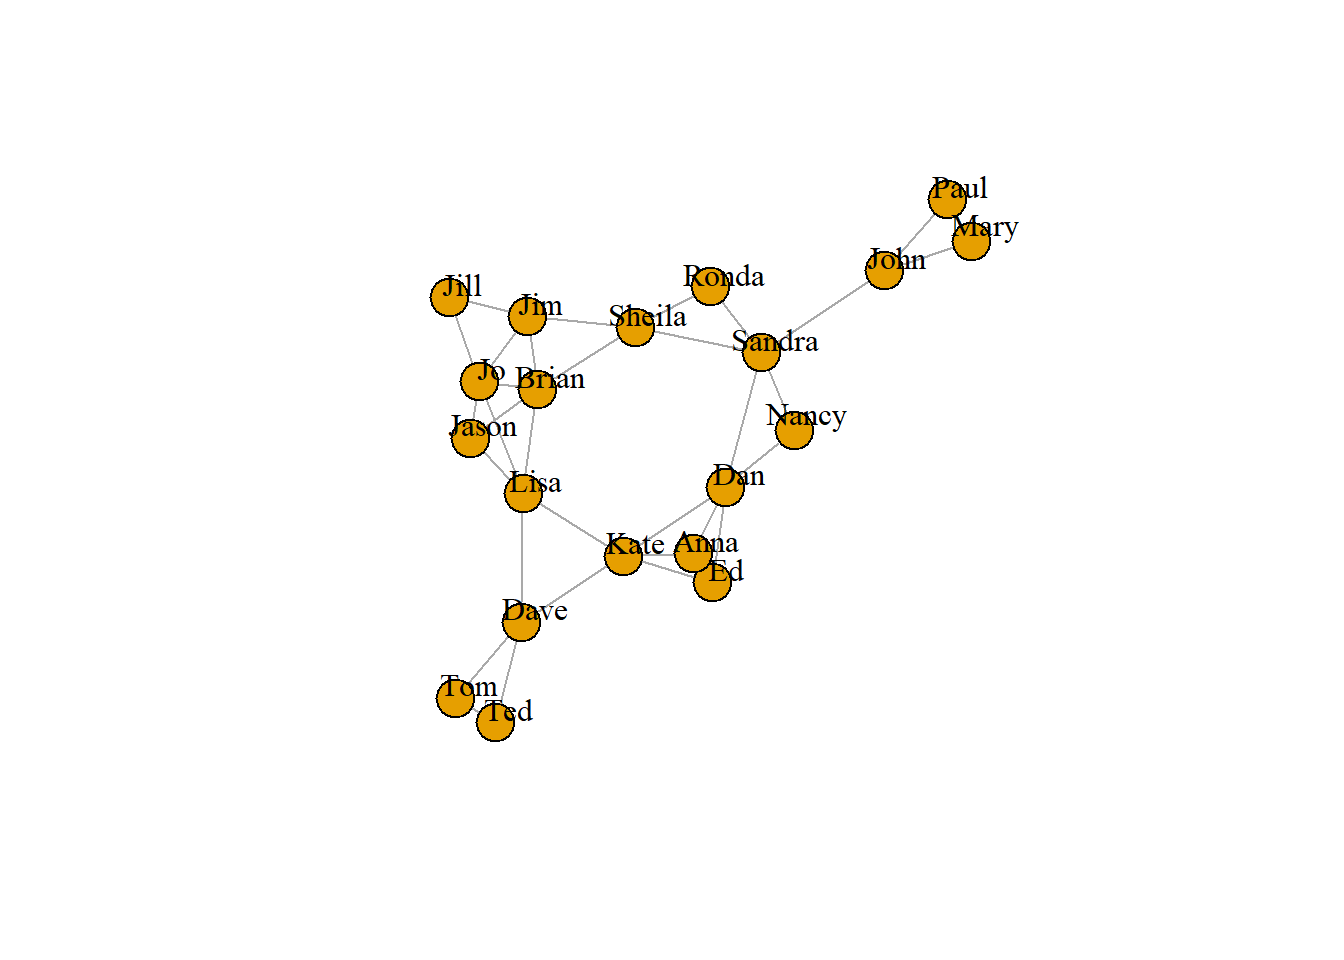 Paul
Mary
John
Ronda
Jill
Jim
Sheila
Sandra
Jo
Brian
Nancy
Jason
Dan
Lisa
Kate
Anna
Ed
Dave
Tom
Ted